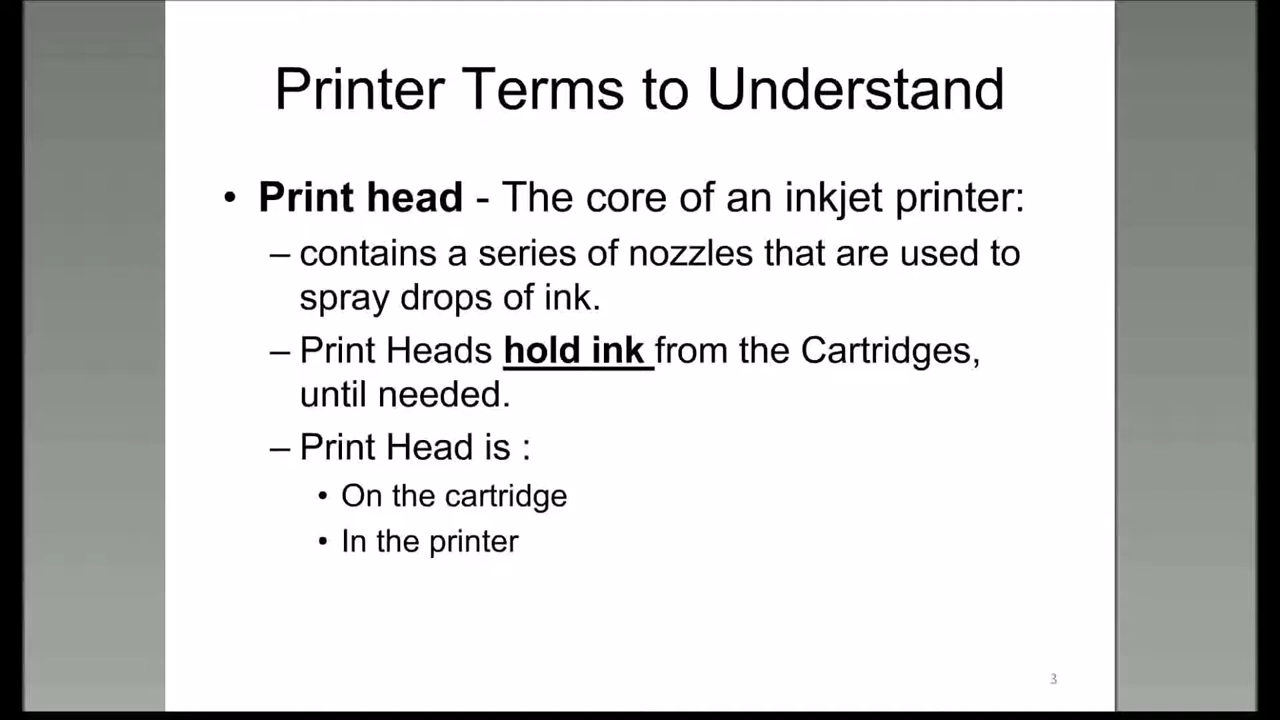 Printer Terms to Understand
• Print head - The core of an inkjet printer:
– contains a series of nozzles that are used to
spray drops of ink.
– Print Heads hold ink from the Cartridges,
until needed.
– Print Head is :
• On the cartridge
• In the printer
3